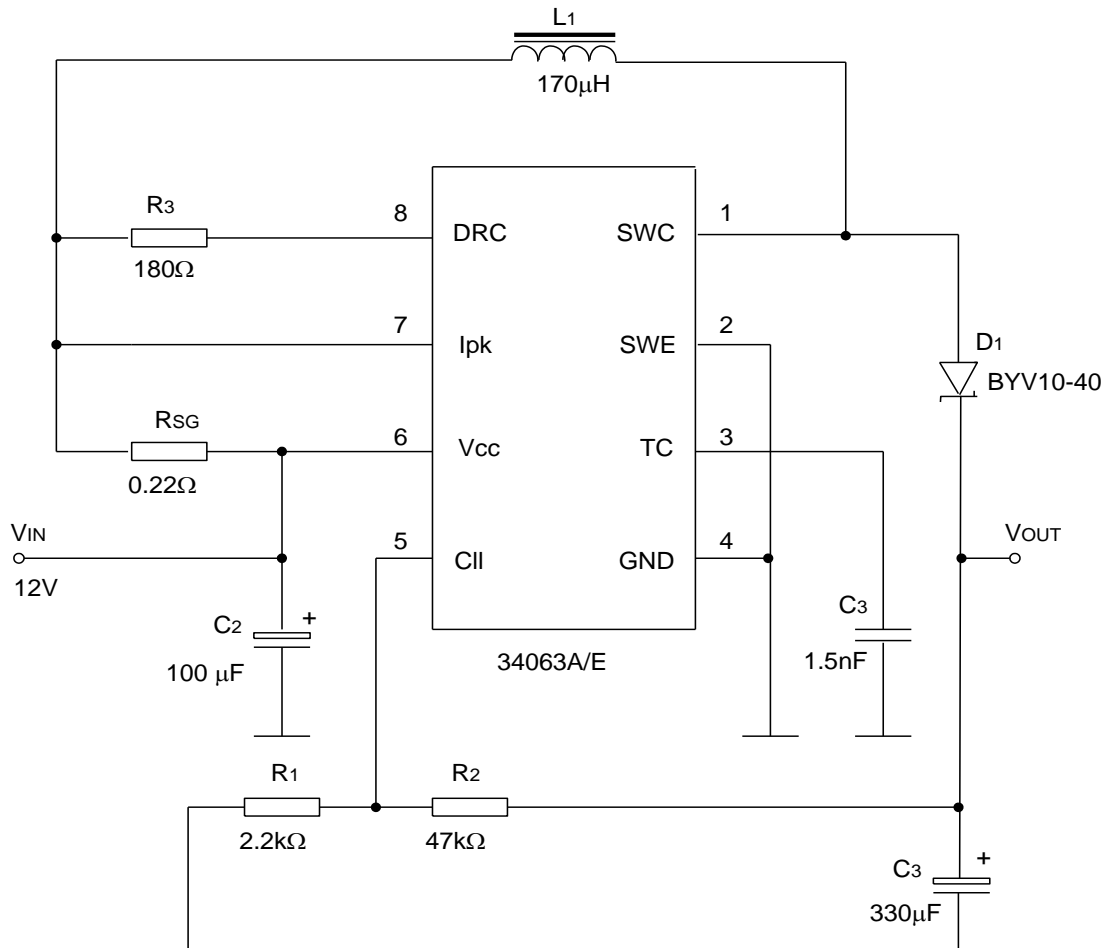 L1
170μH
R3
180Ω
8
DRC
SWC
1
7
Ipk
SWE
2
D1
BYV10-40
RSG
0.22Ω
6
Vcc
TC
3
VIN
12V
5
CII
GND
4
VOUT
C2
+
100 μF
34063A/E
C3
1.5nF
R1
2.2kΩ
R2
47kΩ
C3
+
330μF